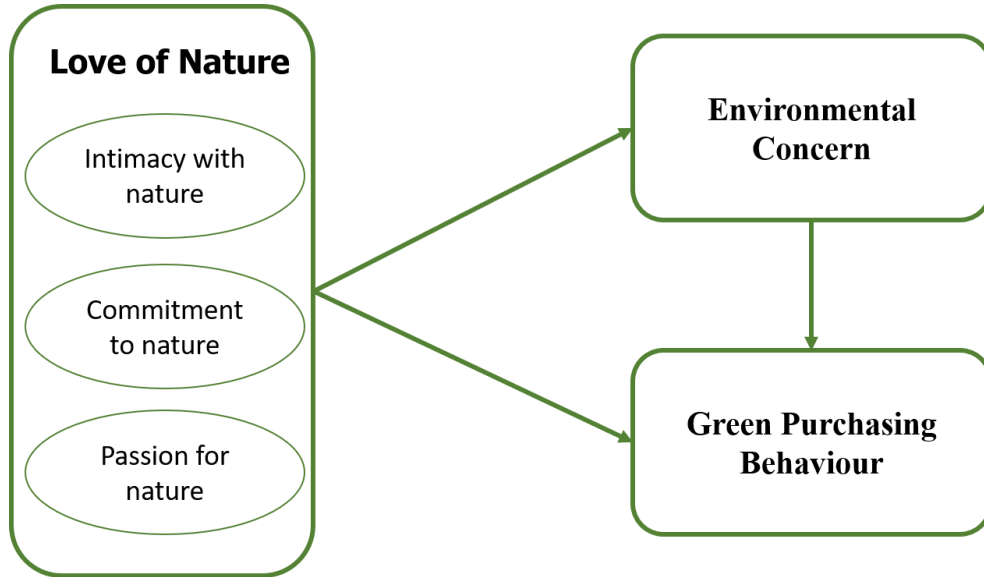 Love of Nature
Intimacy with
nature
Commitment
to nature
Passion for
nature
Environmental
Concern
Green Purchasing
Behaviour